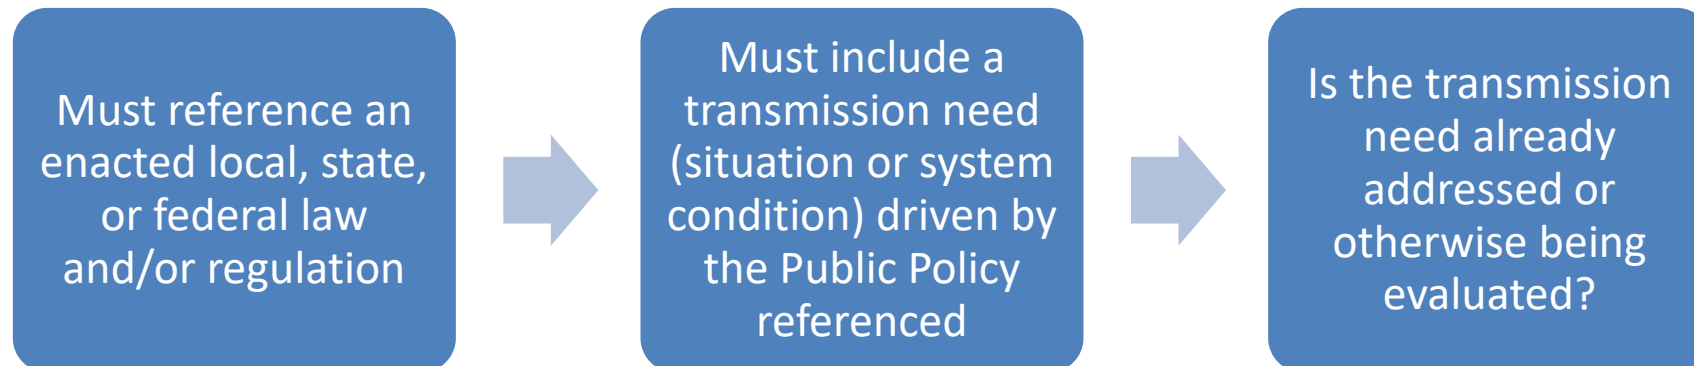 Must reference an
enacted local, state,
or federal law
and/or regulation
Must include a
transmission need
(situation or system
condition) driven by
the Public Policy
referenced
Is the transmission
need already
addressed or
otherwise being
evaluated?